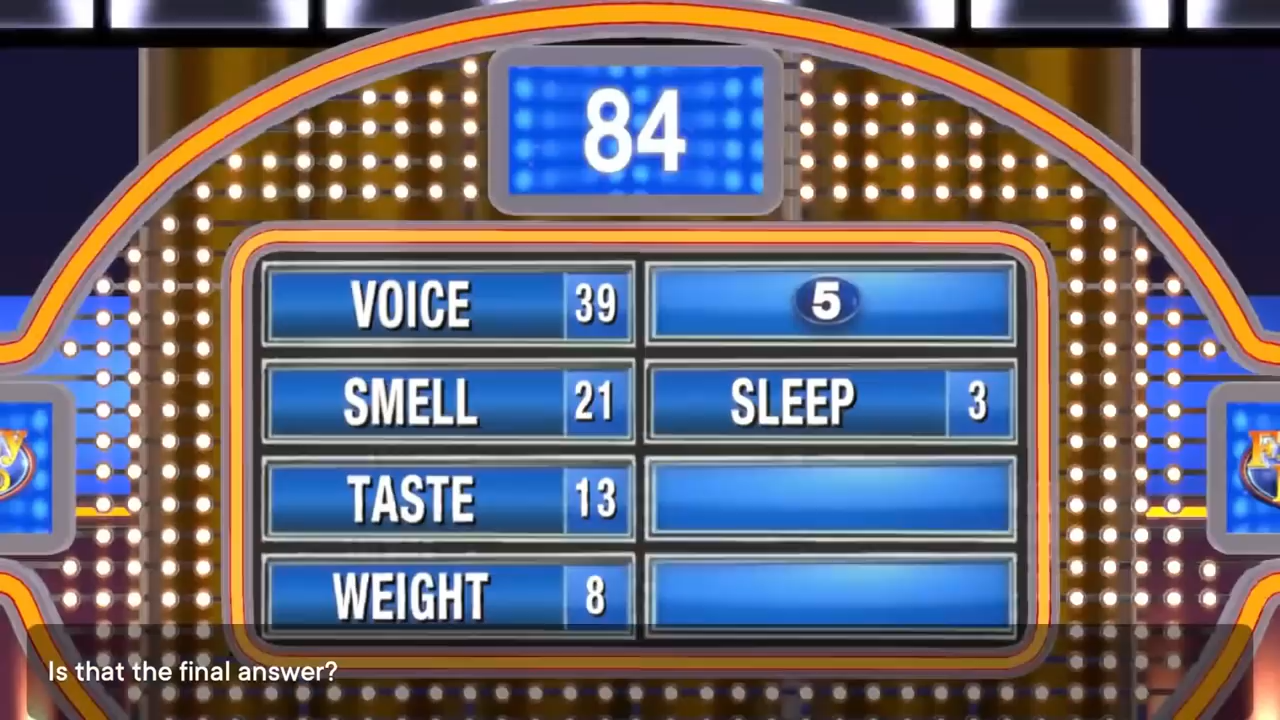 84
VOICE 39
5
SMELL 21
SLEEP 3
TASTE 13
WEIGHT 8
Is that the final answer?